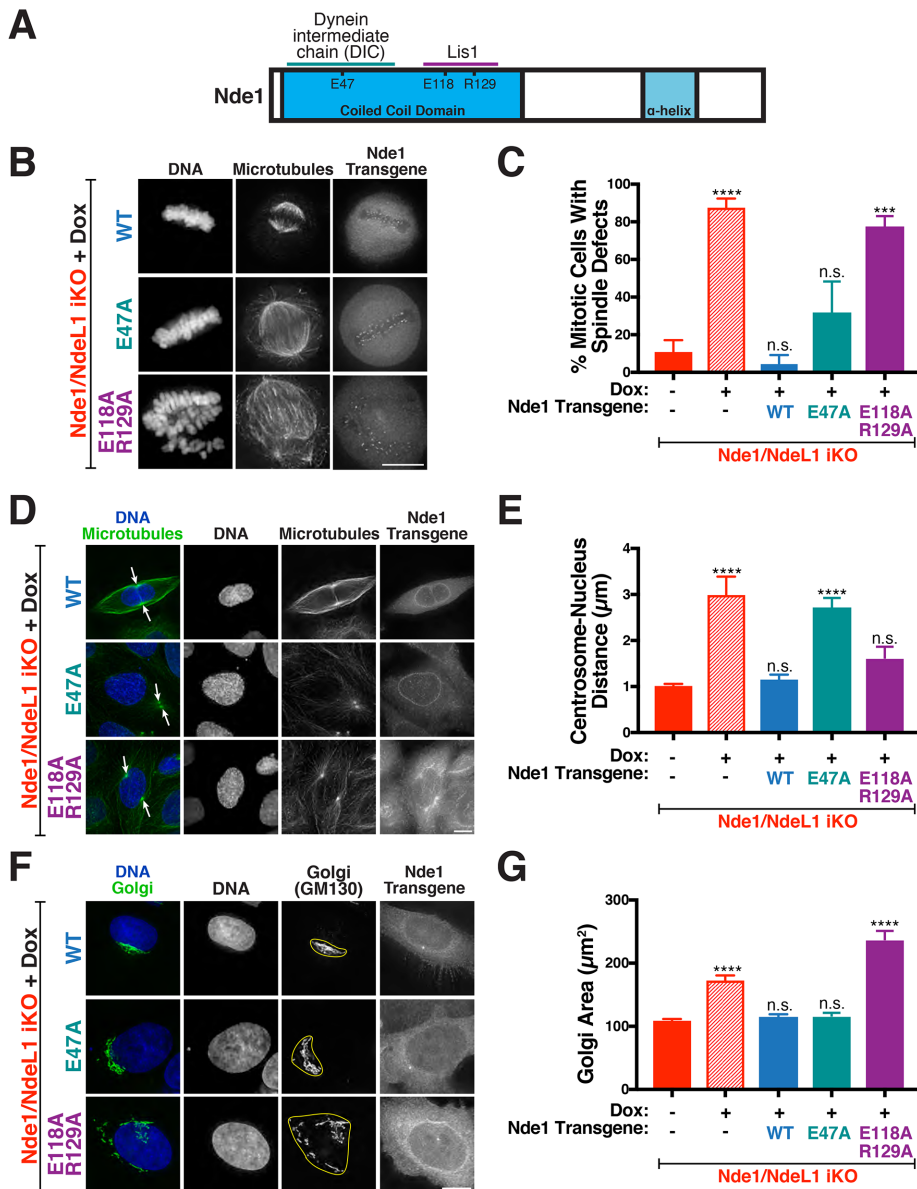 A
Dynein
intermediate
chain (DIC)
Lis1
Nde1
E47
E118
R129
Coiled Coil Domain
α-helix
B
DNA
Microtubules
Nde1
Transgene
Nde1/NdeL1 iKO + Dox
WT
E47A
E118A
R129A
C
% Mitotic Cells With
Spindle Defects
100
80
60
40
20
0
****
n.s.
n.s.
***
Dox: - + + + +
Nde1 Transgene: - - WT E47A E118A
R129A
Nde1/NdeL1 iKO
D
DNA
Microtubules
DNA
Microtubules
Nde1
Transgene
Nde1/NdeL1 iKO + Dox
WT
E47A
E118A
R129A
E
Centrosome-Nucleus
Distance (µm)
4
3
2
1
0
****
n.s.
****
n.s.
Dox: - + + + +
Nde1 Transgene: - - WT E47A E118A
R129A
Nde1/NdeL1 iKO
F
DNA
Golgi
DNA
Golgi
(GM130)
Nde1
Transgene
Nde1/NdeL1 iKO + Dox
WT
E47A
E118A
R129A
G
Golgi Area (µm²)
300
200
100
0
****
n.s.
n.s.
****
Dox: - + + + +
Nde1 Transgene: - - WT E47A E118A
R129A
Nde1/NdeL1 iKO